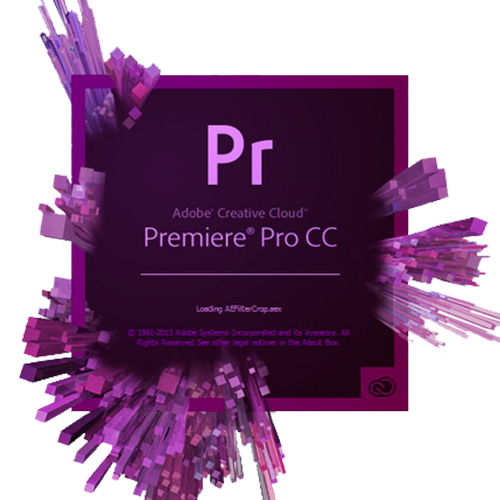 Pr
Adobe® Creative Cloud™
Premiere® Pro CC
Loading AEFilterCrop.aex
© 1991-2013 Adobe Systems Incorporated and its licensors. All
Rights Reserved. See other legal notices in the About Box.